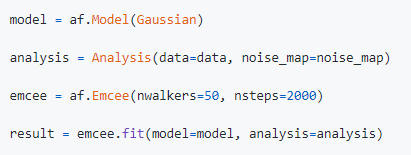 model = af.Model(Gaussian)
analysis = Analysis(data=data, noise_map=noise_map)
emcee = af.Emcee(nwalkers=50, nsteps=2000)
result = emcee.fit(model=model, analysis=analysis)